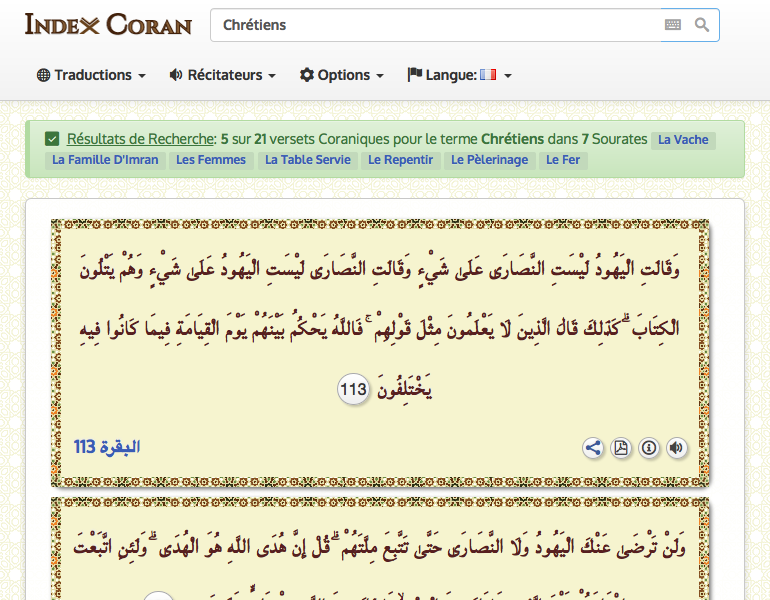 INDEX CORAN
Chrétiens
Traductions Récitateurs Options Langue:
Résultats de Recherche: 5 sur 21 versets Coraniques pour le terme Chrétiens dans 7 Sourates La Vache
La Famille D'Imran Les Femmes La Table Servie Le Repentir Le Pèlerinage Le Fer
وَقَالَتِ الْيَهُودُ لَيْسَتِ النَّصَارَى عَلَىٰ شَيْءٍ وَقَالَتِ النَّصَارَى لَيْسَتِ الْيَهُودُ عَلَىٰ شَيْءٍ وَهُمْ يَتْلُونَ
الْكِتَابَ ۗ كَذَٰلِكَ قَالَ الَّذِينَ لَا يَعْلَمُونَ مِثْلَ قَوْلِهِمْ ۚ فَاللَّهُ يَحْكُمُ بَيْنَهُمْ يَوْمَ الْقِيَامَةِ فِيمَا كَانُوا فِيهِ
يَخْتَلِفُونَ 113
البقرة 113
وَلَنْ تَرْضَىٰ عَنْكَ الْيَهُودُ وَلَا النَّصَارَىٰ حَتَّىٰ تَتَّبِعَ مِلَّتَهُمْ ۗ قُلْ إِنَّ هُدَى اللَّهِ هُوَ الْهُدَىٰ ۗ وَلَئِنِ اتَّبَعْتَ